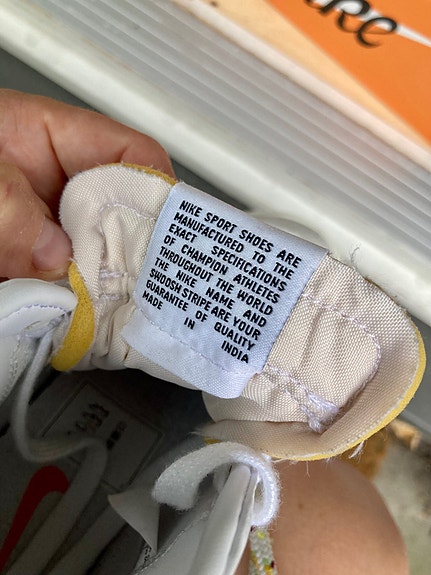 NIKE
NIKE SPORT SHOES ARE
MANUFACTURED TO THE
EXACT SPECIFICATIONS
OF CHAMPION ATHLETES
THROUGHOUT THE WORLD
THE NIKE NAME AND
SWOOSH STRIPE ARE YOUR
GUARANTEE OF QUALITY
MADE IN INDIA